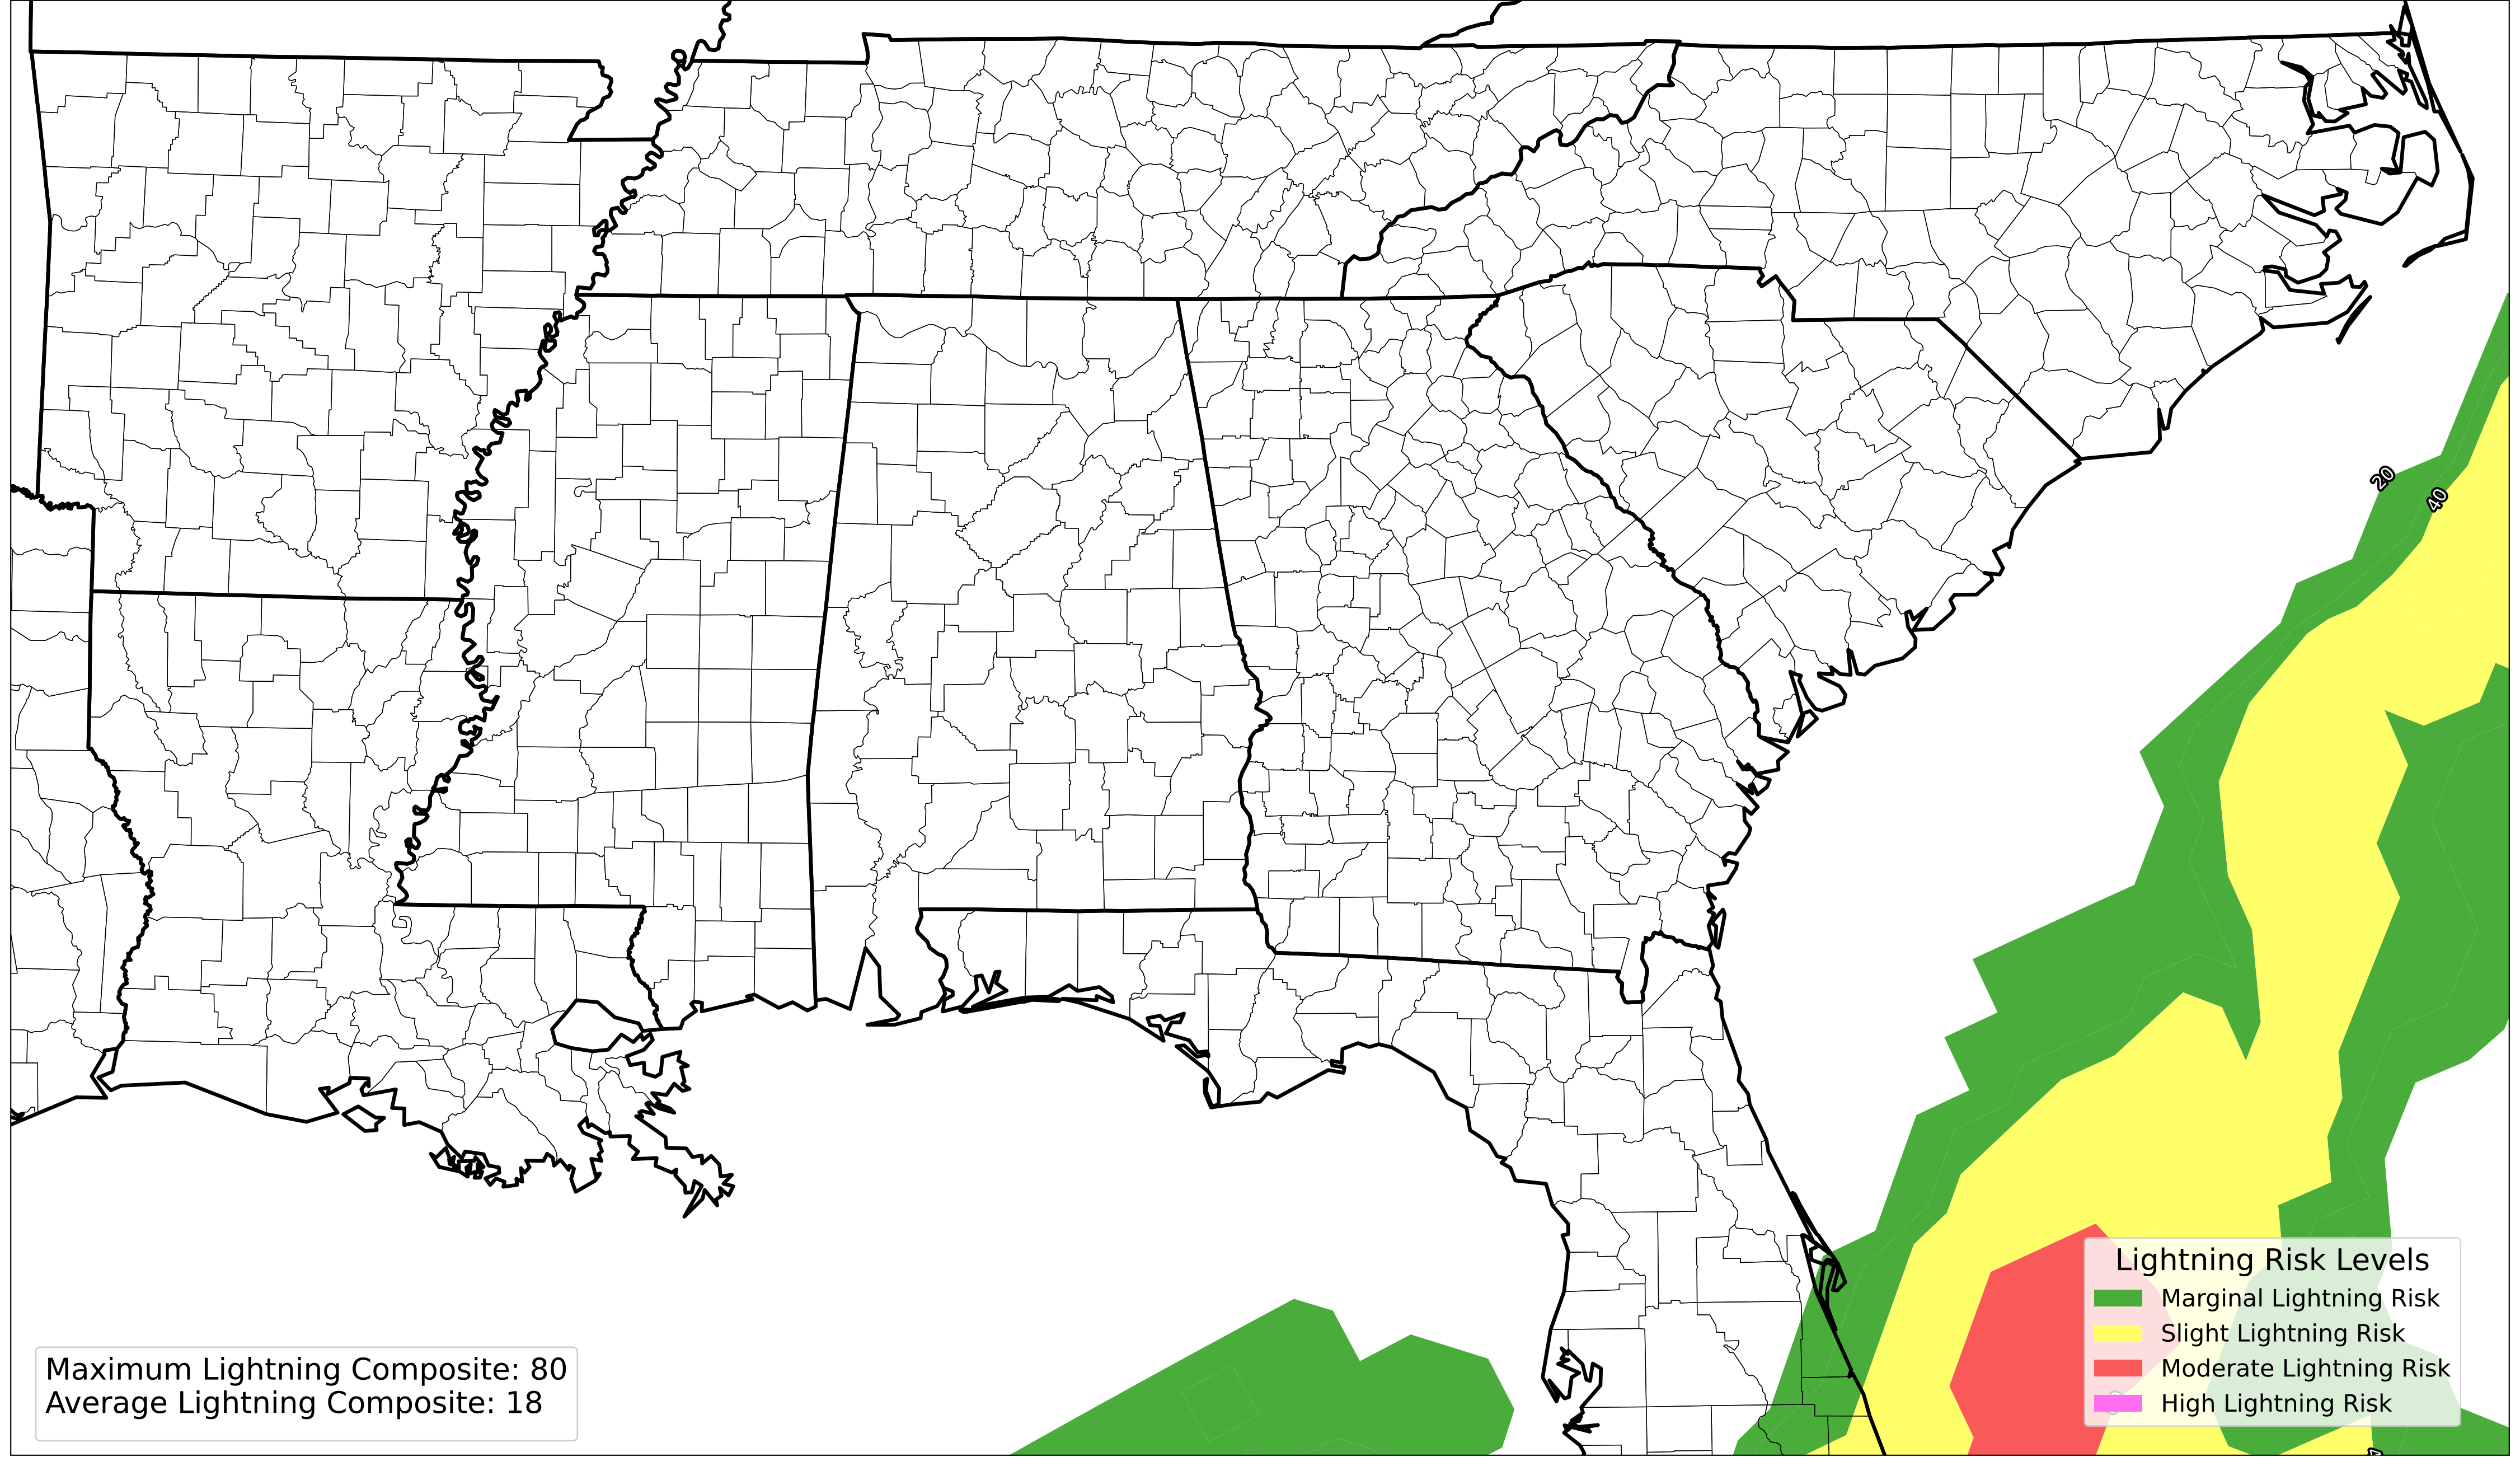 20
40
Lightning Risk Levels
Marginal Lightning Risk
Slight Lightning Risk
Moderate Lightning Risk
High Lightning Risk
Maximum Lightning Composite: 80
Average Lightning Composite: 18